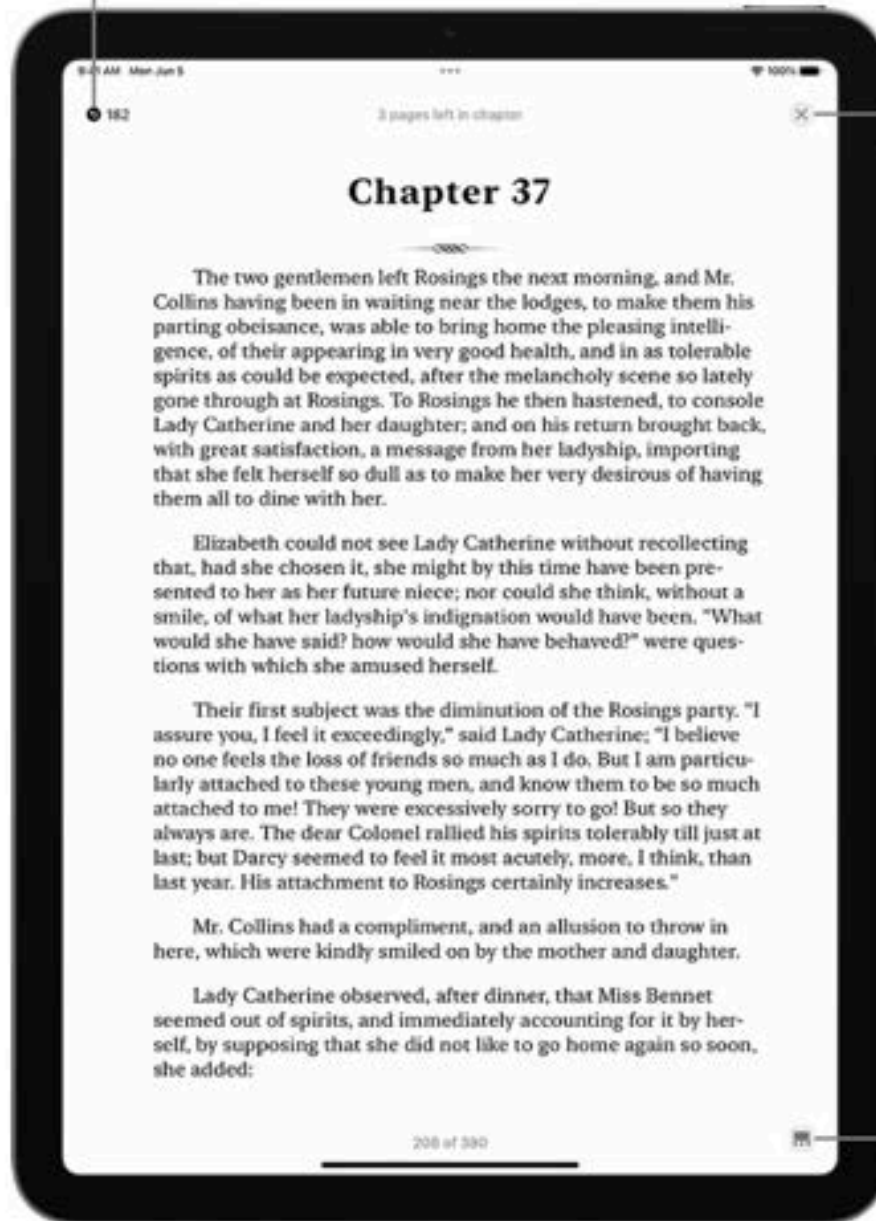 9:41 AM Mon Jun 5
100%
182
3 pages left in chapter
Chapter 37
The two gentlemen left Rosings the next morning, and Mr.
Collins having been in waiting near the lodges, to make them his
parting obeisance, was able to bring home the pleasing intelli-
gence, of their appearing in very good health, and in as tolerable
spirits as could be expected, after the melancholy scene so lately
gone through at Rosings. To Rosings he then hastened, to console
Lady Catherine and her daughter; and on his return brought back,
with great satisfaction, a message from her ladyship, importing
that she felt herself so dull as to make her very desirous of having
them all to dine with her.
Elizabeth could not see Lady Catherine without recollecting
that, had she chosen it, she might by this time have been pre-
sented to her as her future niece; nor could she think, without a
smile, of what her ladyship's indignation would have been. "What
would she have said? how would she have behaved?" were ques-
tions with which she amused herself.
Their first subject was the diminution of the Rosings party. "I
assure you, I feel it exceedingly," said Lady Catherine; "I believe
no one feels the loss of friends so much as I do. But I am particu-
larly attached to these young men, and know them to be so much
attached to me! They were excessively sorry to go! But so they
always are. The dear Colonel rallied his spirits tolerably till just at
last; but Darcy seemed to feel it most acutely, more, I think, than
last year. His attachment to Rosings certainly increases."
Mr. Collins had a compliment, and an allusion to throw in
here, which were kindly smiled on by the mother and daughter.
Lady Catherine observed, after dinner, that Miss Bennet
seemed out of spirits, and immediately accounting for it by her-
self, by supposing that she did not like to go home again so soon,
she added:
208 of 380